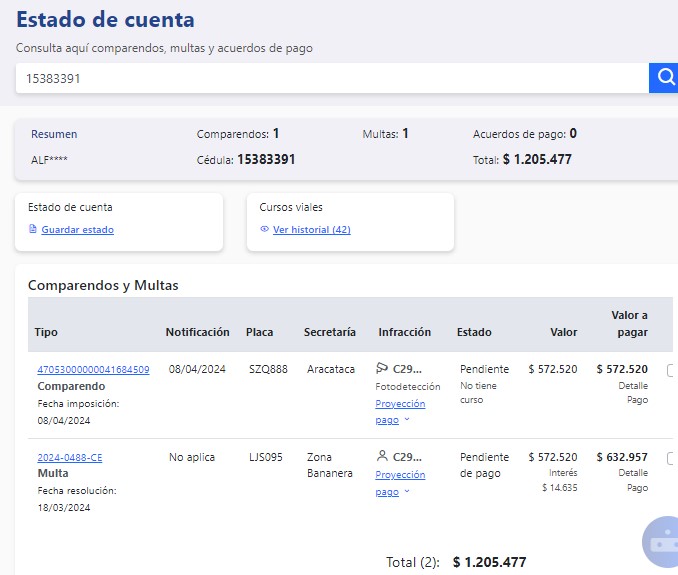 Estado de cuenta
Consulta aquí comparendos, multas y acuerdos de pago
15383391
Resumen
Comparendos: 1
Multas: 1
Acuerdos de pago: 0
ALF****
Cédula: 15383391
Total: $ 1.205.477
Estado de cuenta
Guardar estado
Cursos viales
Ver historial (42)
Comparendos y Multas
Tipo Notificación Placa Secretaría Infracción Estado Valor Valor a pagar
47053000000041684509 08/04/2024 SZQ888 Aracataca C29... Pendiente $ 572.520 $ 572.520
Comparendo Fotodetección No tiene curso Detalle Pago
Fecha imposición: 08/04/2024 Proyección pago
2024-0488-CE No aplica LJS095 Zona Bananera C29... Pendiente de pago $ 572.520 $ 632.957
Multa Proyección pago Interés $ 14.635 Detalle Pago
Fecha resolución: 18/03/2024
Total (2): $ 1.205.477